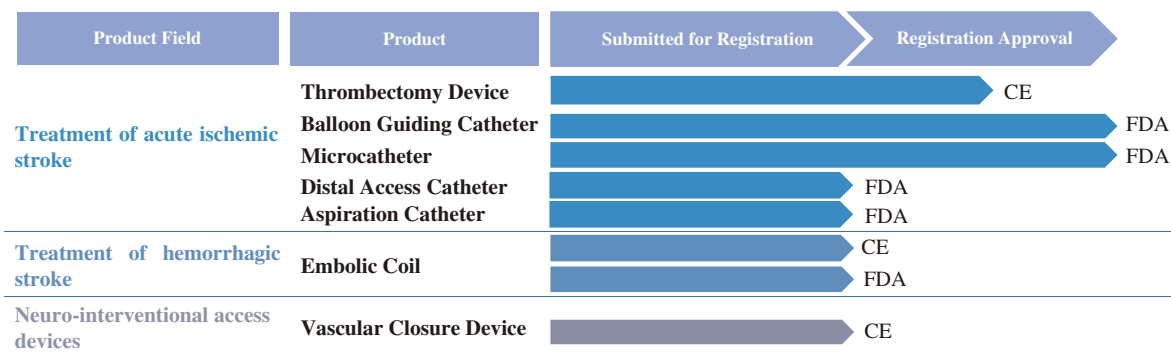 Product Field
Product
Submitted for Registration
Registration Approval
Treatment of acute ischemic
stroke
Thrombectomy Device
CE
Balloon Guiding Catheter
FDA
Microcatheter
FDA
Distal Access Catheter
FDA
Aspiration Catheter
FDA
Treatment of hemorrhagic
stroke
Embolic Coil
CE
FDA
Neuro-interventional access
devices
Vascular Closure Device
CE